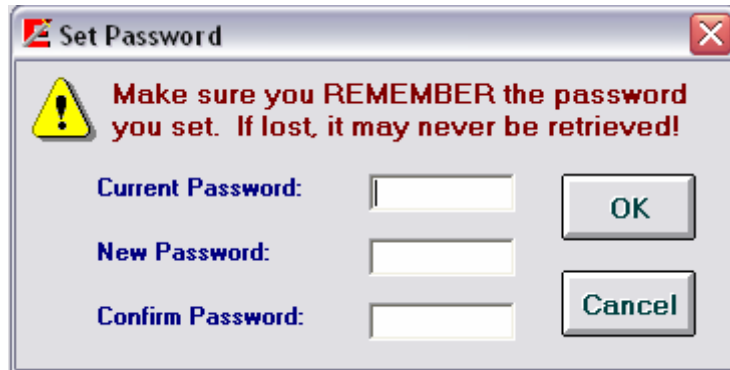 Set Password
Make sure you REMEMBER the password
you set.  If lost, it may never be retrieved!
Current Password:
OK
New Password:
Cancel
Confirm Password: